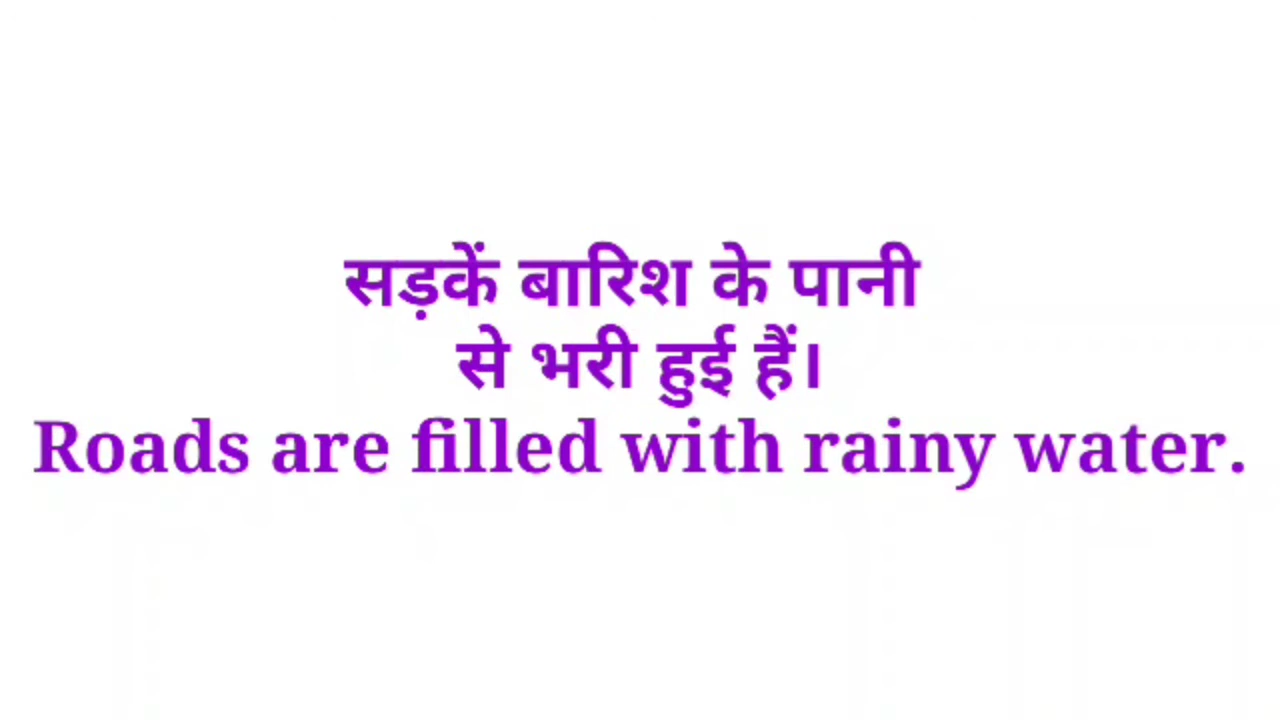 सड़कें बारिश के पानी
से भरी हुई हैं।
Roads are filled with rainy water.